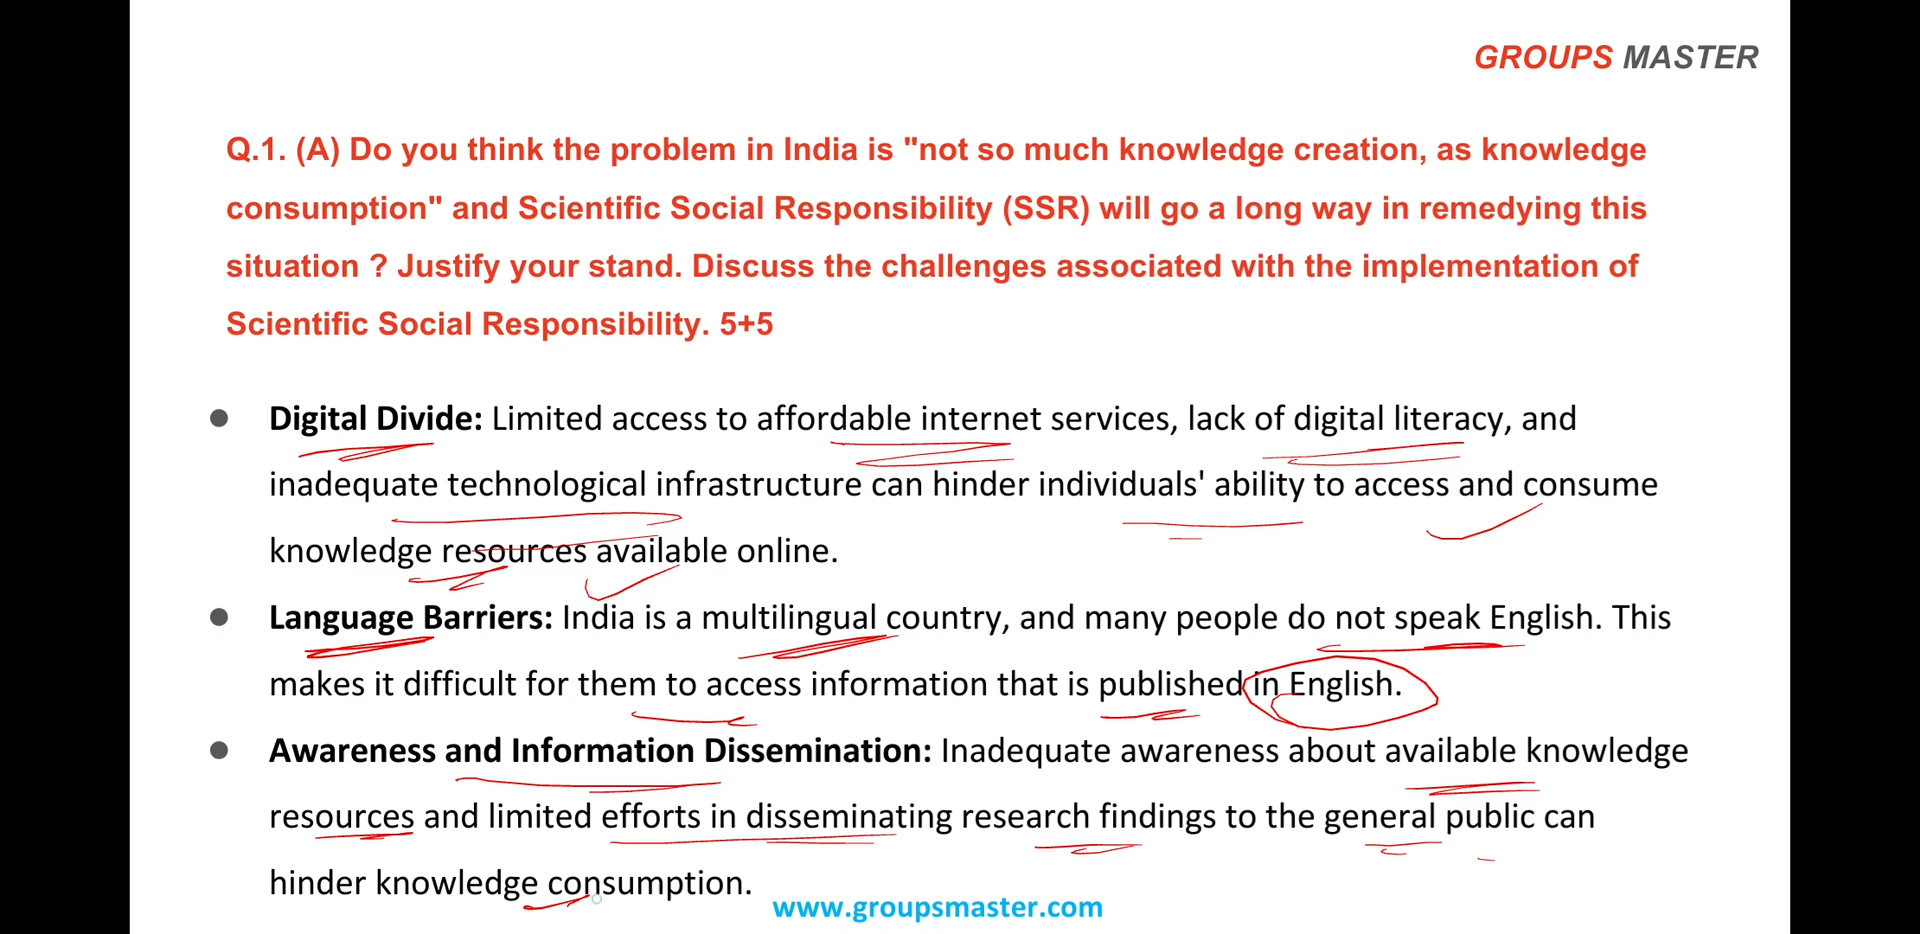 GROUPS MASTER
Q.1. (A) Do you think the problem in India is "not so much knowledge creation, as knowledge
consumption" and Scientific Social Responsibility (SSR) will go a long way in remedying this
situation ? Justify your stand. Discuss the challenges associated with the implementation of
Scientific Social Responsibility. 5+5
● Digital Divide: Limited access to affordable internet services, lack of digital literacy, and
inadequate technological infrastructure can hinder individuals' ability to access and consume
knowledge resources available online.
● Language Barriers: India is a multilingual country, and many people do not speak English. This
makes it difficult for them to access information that is published in English.
● Awareness and Information Dissemination: Inadequate awareness about available knowledge
resources and limited efforts in disseminating research findings to the general public can
hinder knowledge consumption.
www.groupsmaster.com